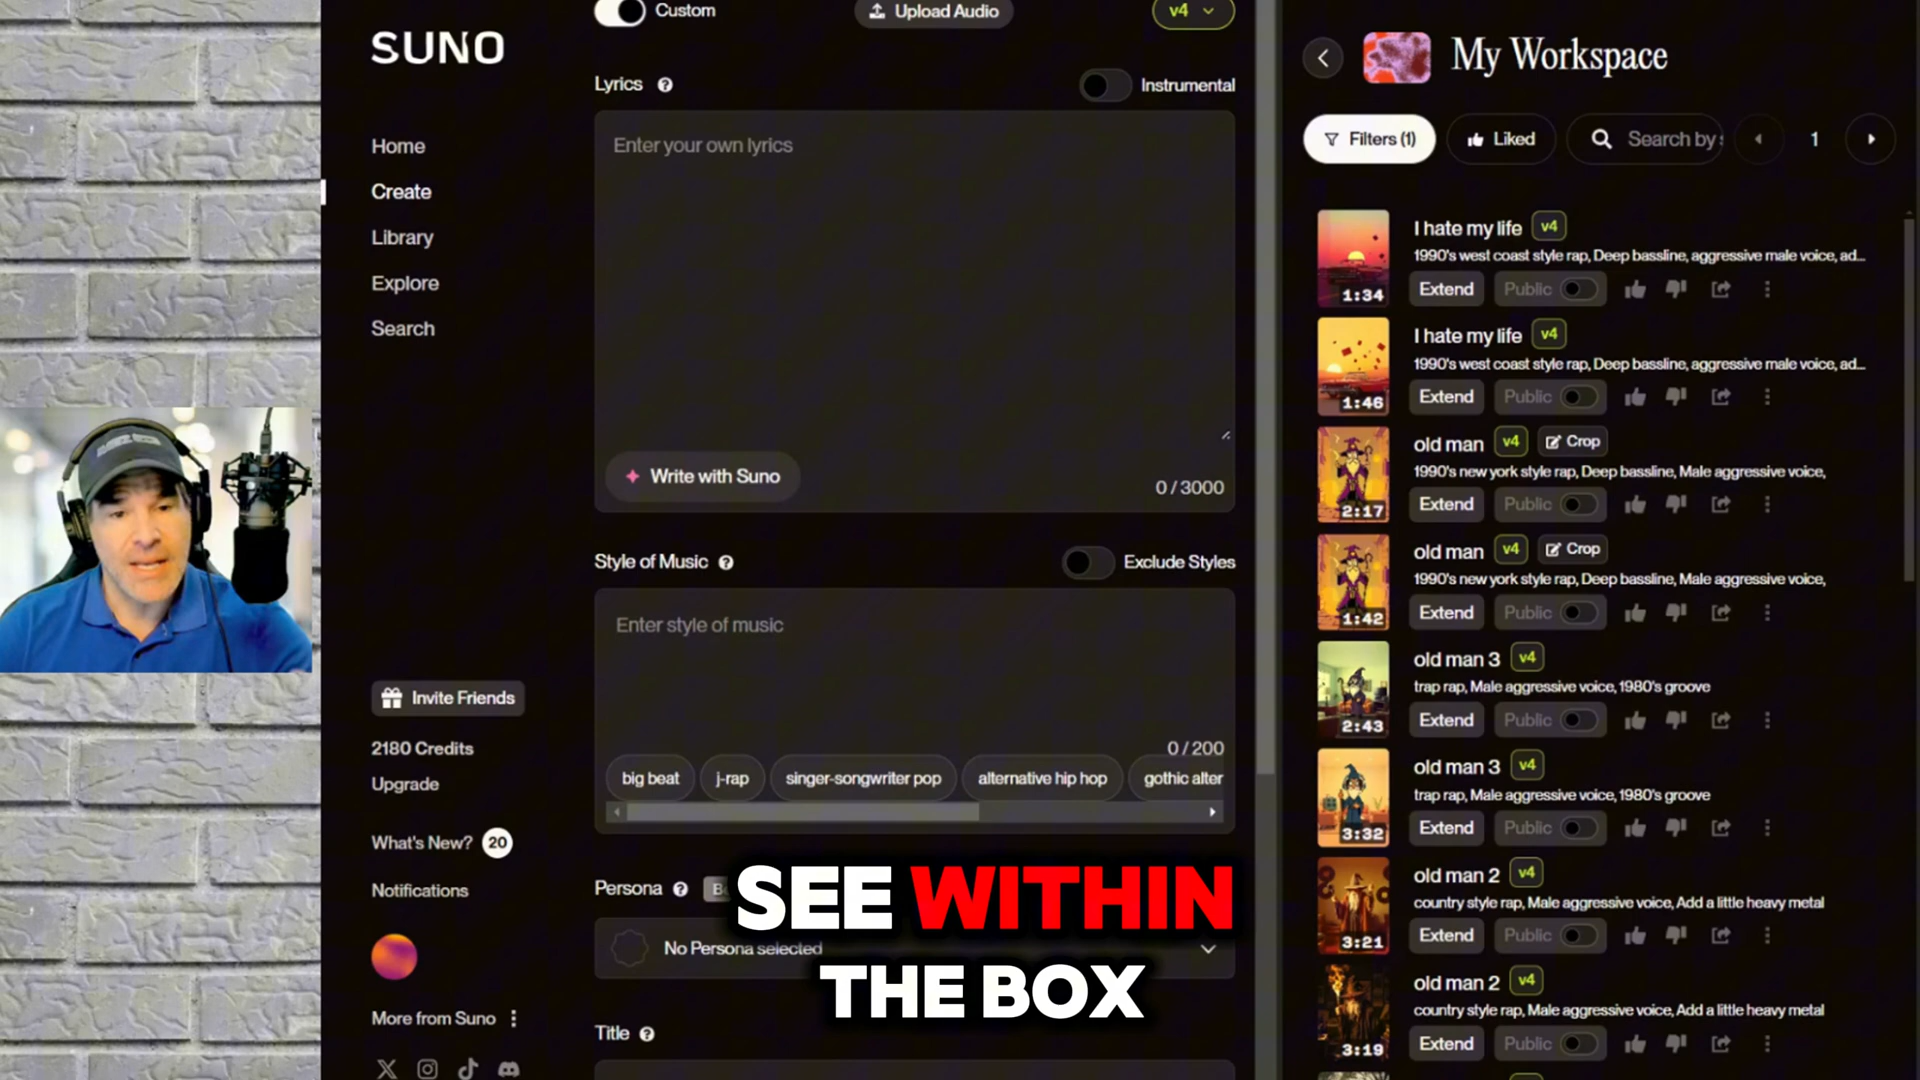 SUNO
Home
Create
Library
Explore
Search
Invite Friends
2180 Credits
Upgrade
What's New? 20
Notifications
More from Suno
Custom
Upload Audio
v4
Lyrics
Instrumental
Enter your own lyrics
Write with Suno
0 / 3000
Style of Music
Exclude Styles
Enter style of music
0 / 200
big beat
j-rap
singer-songwriter pop
alternative hip hop
gothic alter
Persona
No Persona selected
Title
SEE WITHIN
THE BOX
My Workspace
Filters (1)
Liked
Search by
1
I hate my life v4
1990's west coast style rap, Deep bassline, aggressive male voice, ad...
1:34
Extend
Public
I hate my life v4
1990's west coast style rap, Deep bassline, aggressive male voice, ad...
1:46
Extend
Public
old man v4 Crop
1990's new york style rap, Deep bassline, Male aggressive voice,
2:17
Extend
Public
old man v4 Crop
1990's new york style rap, Deep bassline, Male aggressive voice,
1:42
Extend
Public
old man 3 v4
trap rap, Male aggressive voice, 1980's groove
2:43
Extend
Public
old man 3 v4
trap rap, Male aggressive voice, 1980's groove
3:32
Extend
Public
old man 2 v4
country style rap, Male aggressive voice, Add a little heavy metal
3:21
Extend
Public
old man 2 v4
country style rap, Male aggressive voice, Add a little heavy metal
3:19
Extend
Public